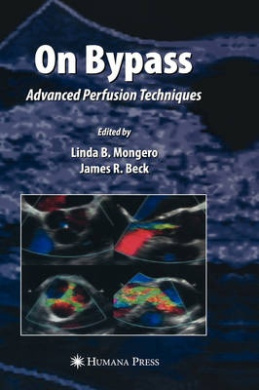 On Bypass
Advanced Perfusion Techniques
Edited by
Linda B. Mongero
James R. Beck
HUMANA PRESS